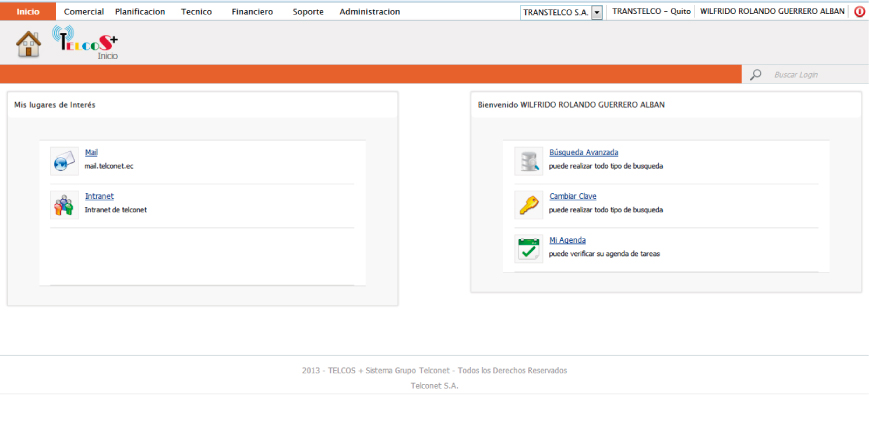 Inicio Comercial Planificacion Tecnico Financiero Soporte Administracion TRANSTELCO S.A. TRANSTELCO - Quito WILFRIDO ROLANDO GUERRERO ALBAN
TELCOS+
Inicio
Buscar Login
Mis lugares de Interés
Bienvenido WILFRIDO ROLANDO GUERRERO ALBAN
Mail
mail.telconet.ec
Intranet
Intranet de telconet
Búsqueda Avanzada
puede realizar todo tipo de busqueda
Cambiar Clave
puede realizar todo tipo de busqueda
Mi Agenda
puede verificar su agenda de tareas
2013 - TELCOS + Sistema Grupo Telconet - Todos los Derechos Reservados
Telconet S.A.